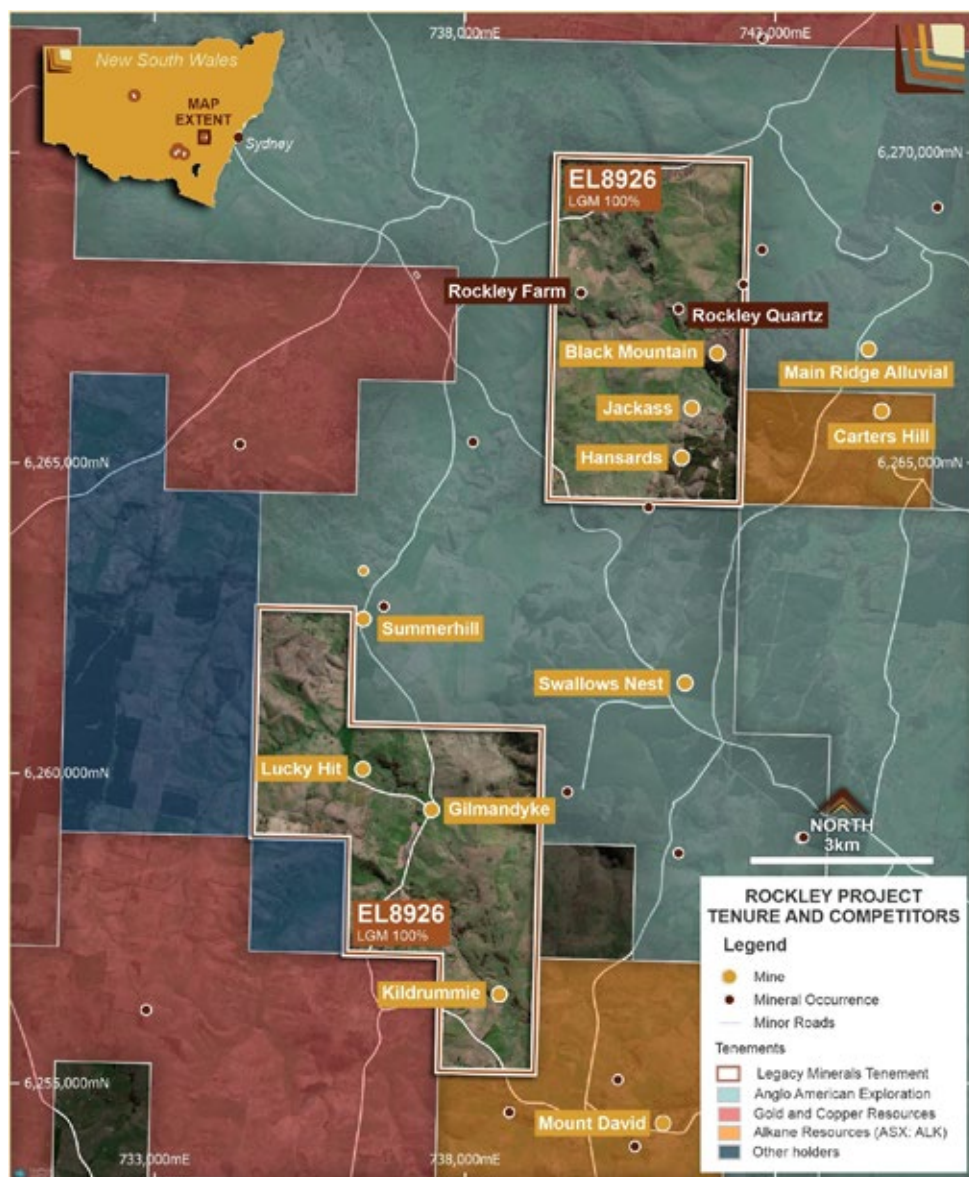 738,000mE
743,000mE
New South Wales
MAP
EXTENT
Sydney
6,270,000mN
EL8926
LGM 100%
Rockley Farm
Rockley Quartz
Black Mountain
Main Ridge Alluvial
Jackass
Carters Hill
Hansards
6,265,000mN
6,265,000mN
Summerhill
Swallows Nest
Lucky Hit
6,260,000mN
Gilmandyke
NORTH
3km
EL8926
LGM 100%
Kildrummie
6,255,000mN
Mount David
733,000mE
738,000mE
ROCKLEY PROJECT
TENURE AND COMPETITORS
Legend
Mine
Mineral Occurrence
Minor Roads
Tenements
Legacy Minerals Tenement
Anglo American Exploration
Gold and Copper Resources
Alkane Resources (ASX: ALK)
Other holders